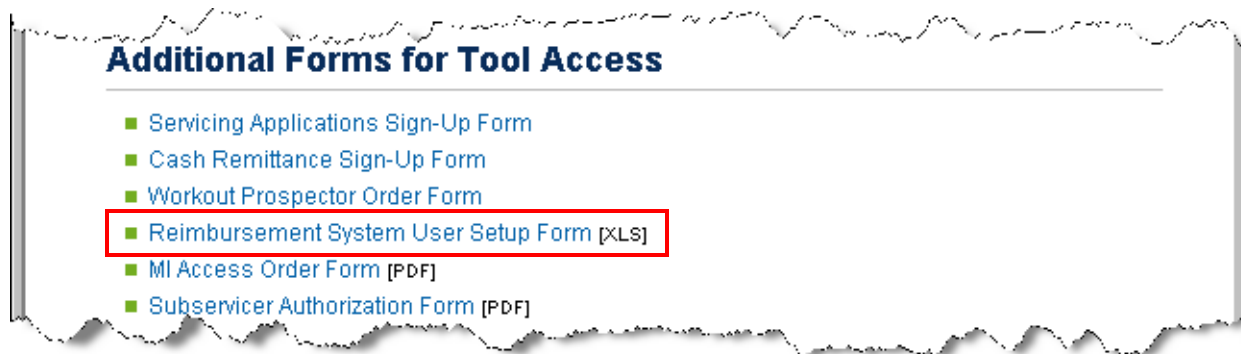 Additional Forms for Tool Access
Servicing Applications Sign-Up Form
Cash Remittance Sign-Up Form
Workout Prospector Order Form
Reimbursement System User Setup Form [XLS]
MI Access Order Form [PDF]
Subservicer Authorization Form [PDF]